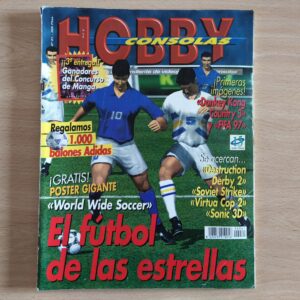 HOBBY
CONSOLAS
¡3ª entrega!
Ganadores del
Concurso
de Manga
¡Primeras
imágenes!
«Donkey Kong
Country 3»
y «FIFA 97»
Regalamos
1.000
balones Adidas
Se acercan...
«Destruction
Derby 2»
«Soviet Strike»
«Virtua Cop 2»
«Sonic 3D»
¡GRATIS!
POSTER GIGANTE
«World Wide Soccer»
El fútbol
de las estrellas